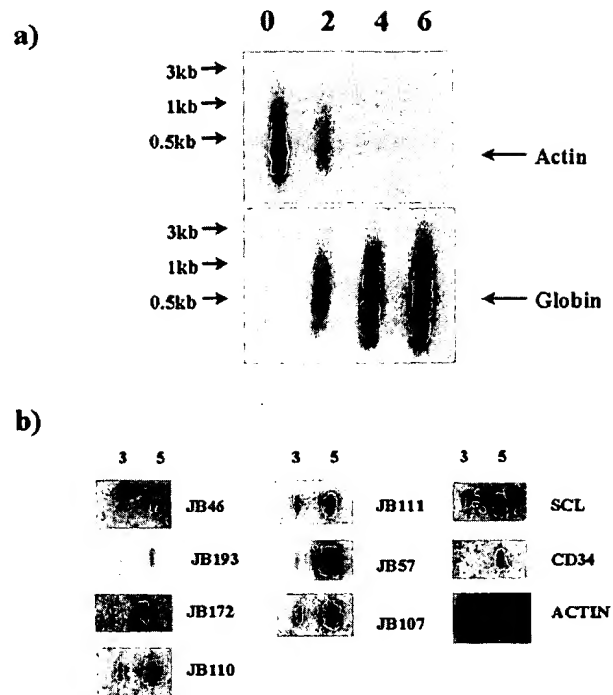 a)
0 2 4 6
3kb
1kb
0.5kb
Actin
3kb
1kb
0.5kb
Globin
b)
3 5
JB46
JB193
JB172
JB110
3 5
JB111
JB57
JB107
3 5
SCL
CD34
ACTIN